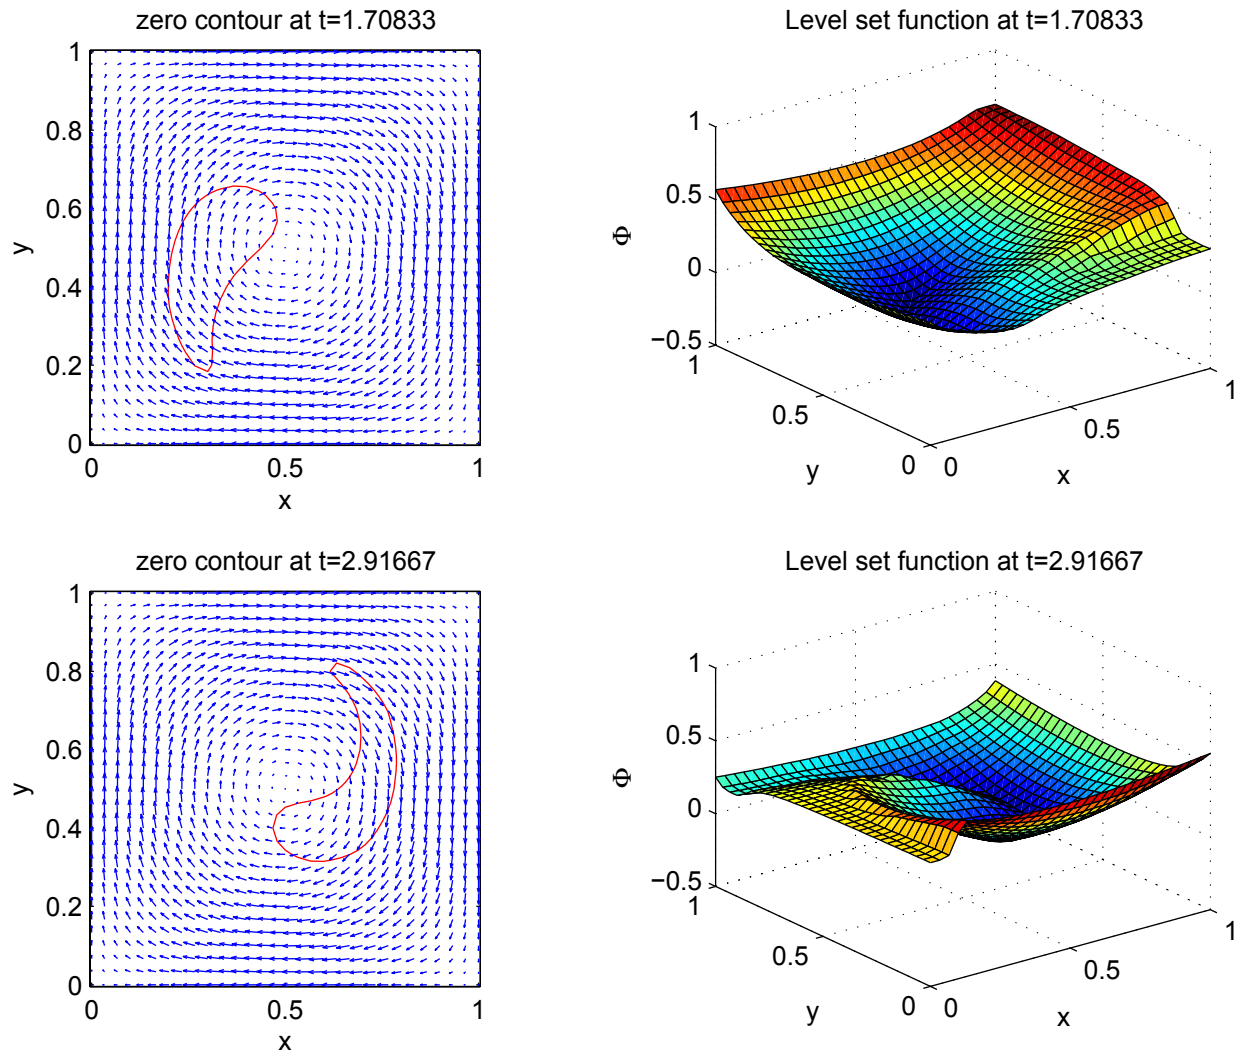 zero contour at t=1.70833
1
0.8
0.6
y
0.4
0.2
0
0
0.5
1
x
Level set function at t=1.70833
1
0.5
Φ
0
−0.5
1
0.5
y
0
0
x
0.5
1
zero contour at t=2.91667
1
0.8
0.6
y
0.4
0.2
0
0
0.5
1
x
Level set function at t=2.91667
1
0.5
Φ
0
−0.5
1
0.5
y
0
0
x
0.5
1